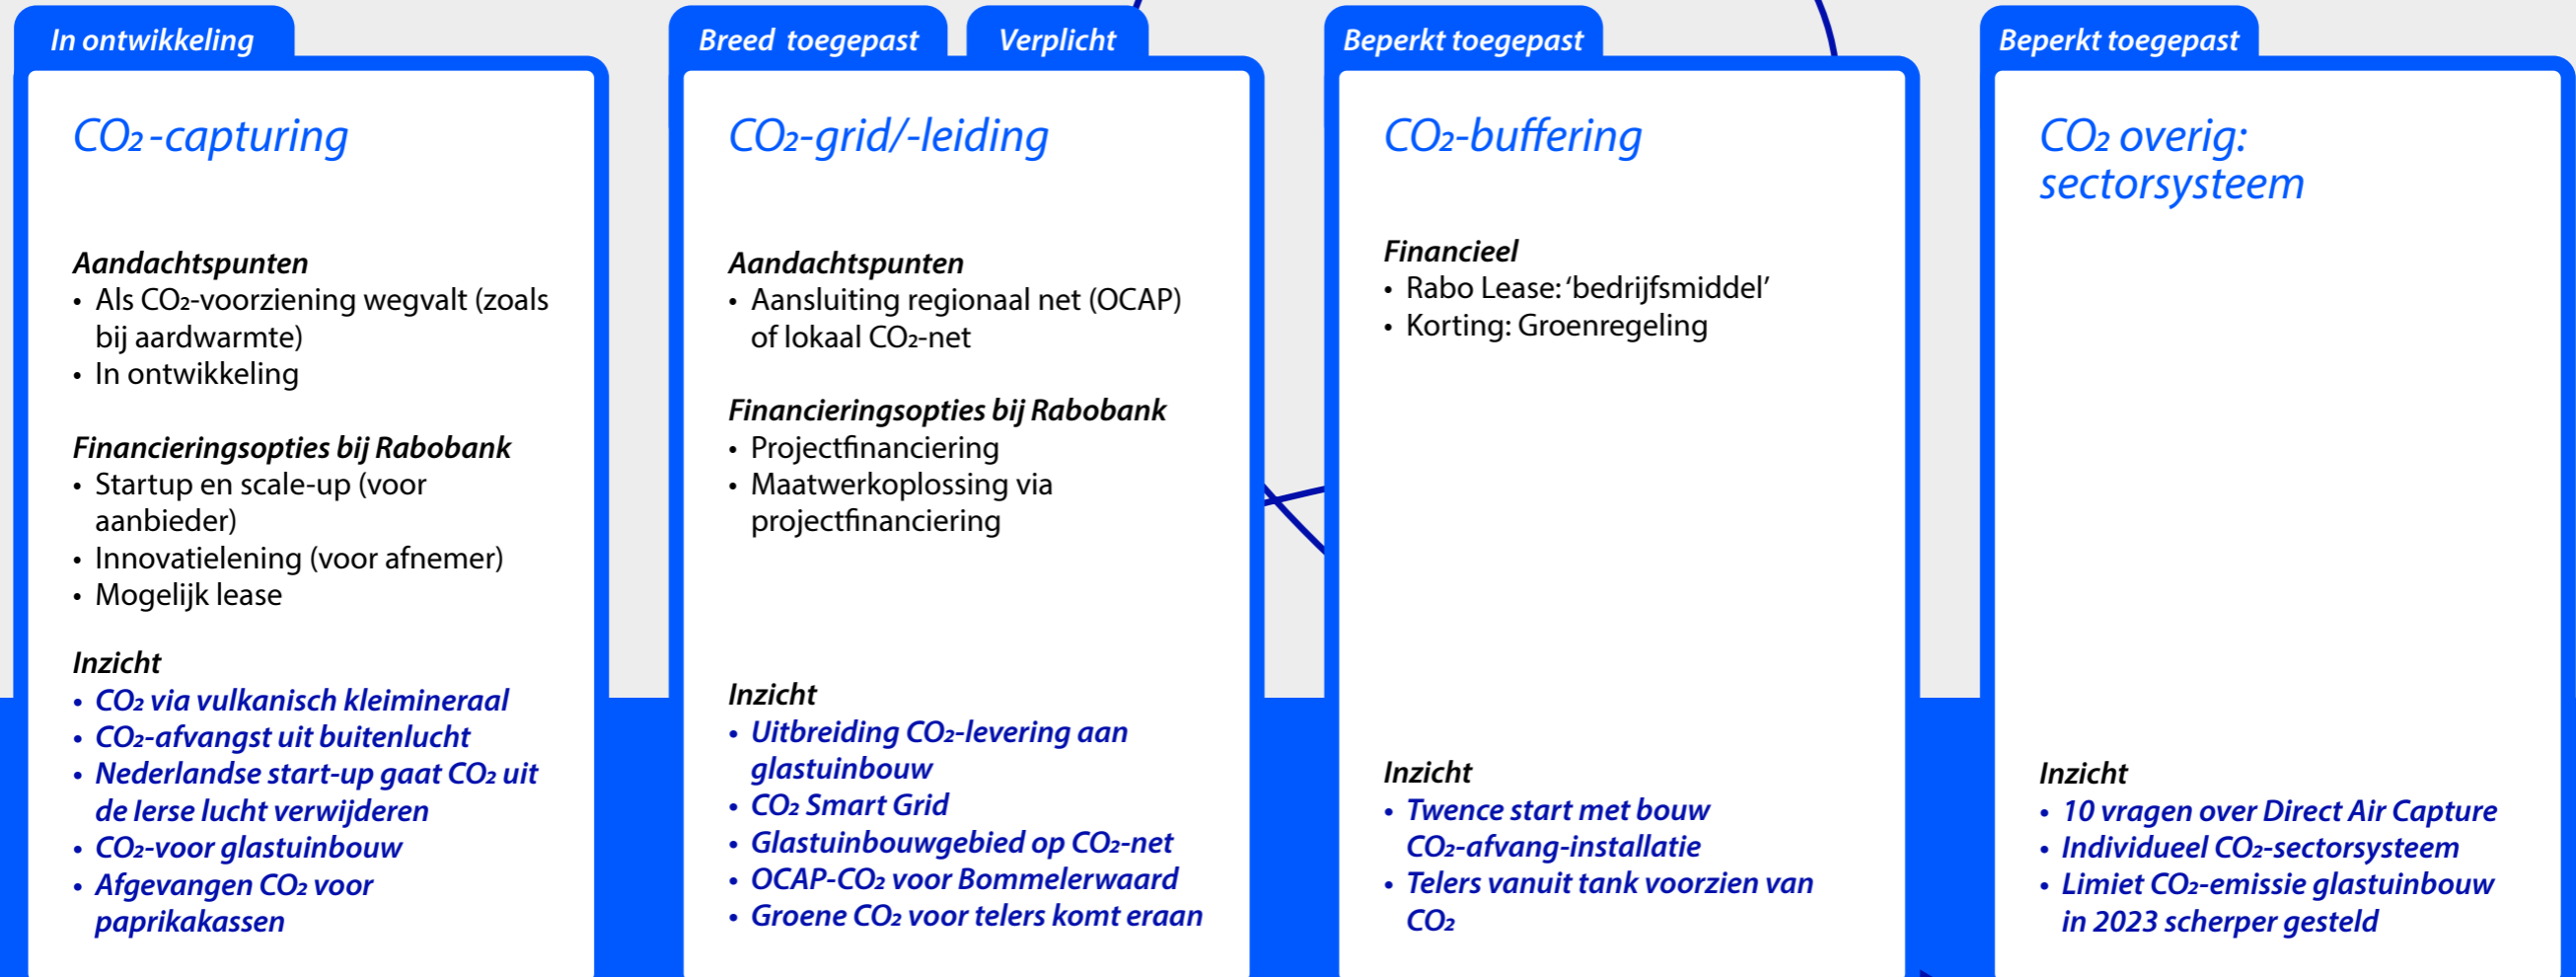 In ontwikkeling
CO₂-capturing
Aandachtspunten
• Als CO₂-voorziening wegvalt (zoals
bij aardwarmte)
• In ontwikkeling
Financieringsopties bij Rabobank
• Startup en scale-up (voor
aanbieder)
• Innovatielening (voor afnemer)
• Mogelijk lease
Inzicht
• CO₂ via vulkanisch kleimineraal
• CO₂-afvangst uit buitenlucht
• Nederlandse start-up gaat CO₂ uit
de Ierse lucht verwijderen
• CO₂-voor glastuinbouw
• Afgevangen CO₂ voor
paprikakassen
Breed toegepast
Verplicht
CO₂-grid/-leiding
Aandachtspunten
• Aansluiting regionaal net (OCAP)
of lokaal CO₂-net
Financieringsopties bij Rabobank
• Projectfinanciering
• Maatwerkoplossing via
projectfinanciering
Inzicht
• Uitbreiding CO₂-levering aan
glastuinbouw
• CO₂ Smart Grid
• Glastuinbouwgebied op CO₂-net
• OCAP-CO₂ voor Bommelerwaard
• Groene CO₂ voor telers komt eraan
Beperkt toegepast
CO₂-buffering
Financieel
• Rabo Lease: ‘bedrijfsmiddel’
• Korting: Groenregeling
Inzicht
• Twence start met bouw
CO₂-afvang-installatie
• Telers vanuit tank voorzien van
CO₂
Beperkt toegepast
CO₂ overig:
sectorsysteem
Inzicht
• 10 vragen over Direct Air Capture
• Individueel CO₂-sectorsysteem
• Limiet CO₂-emissie glastuinbouw
in 2023 scherper gesteld